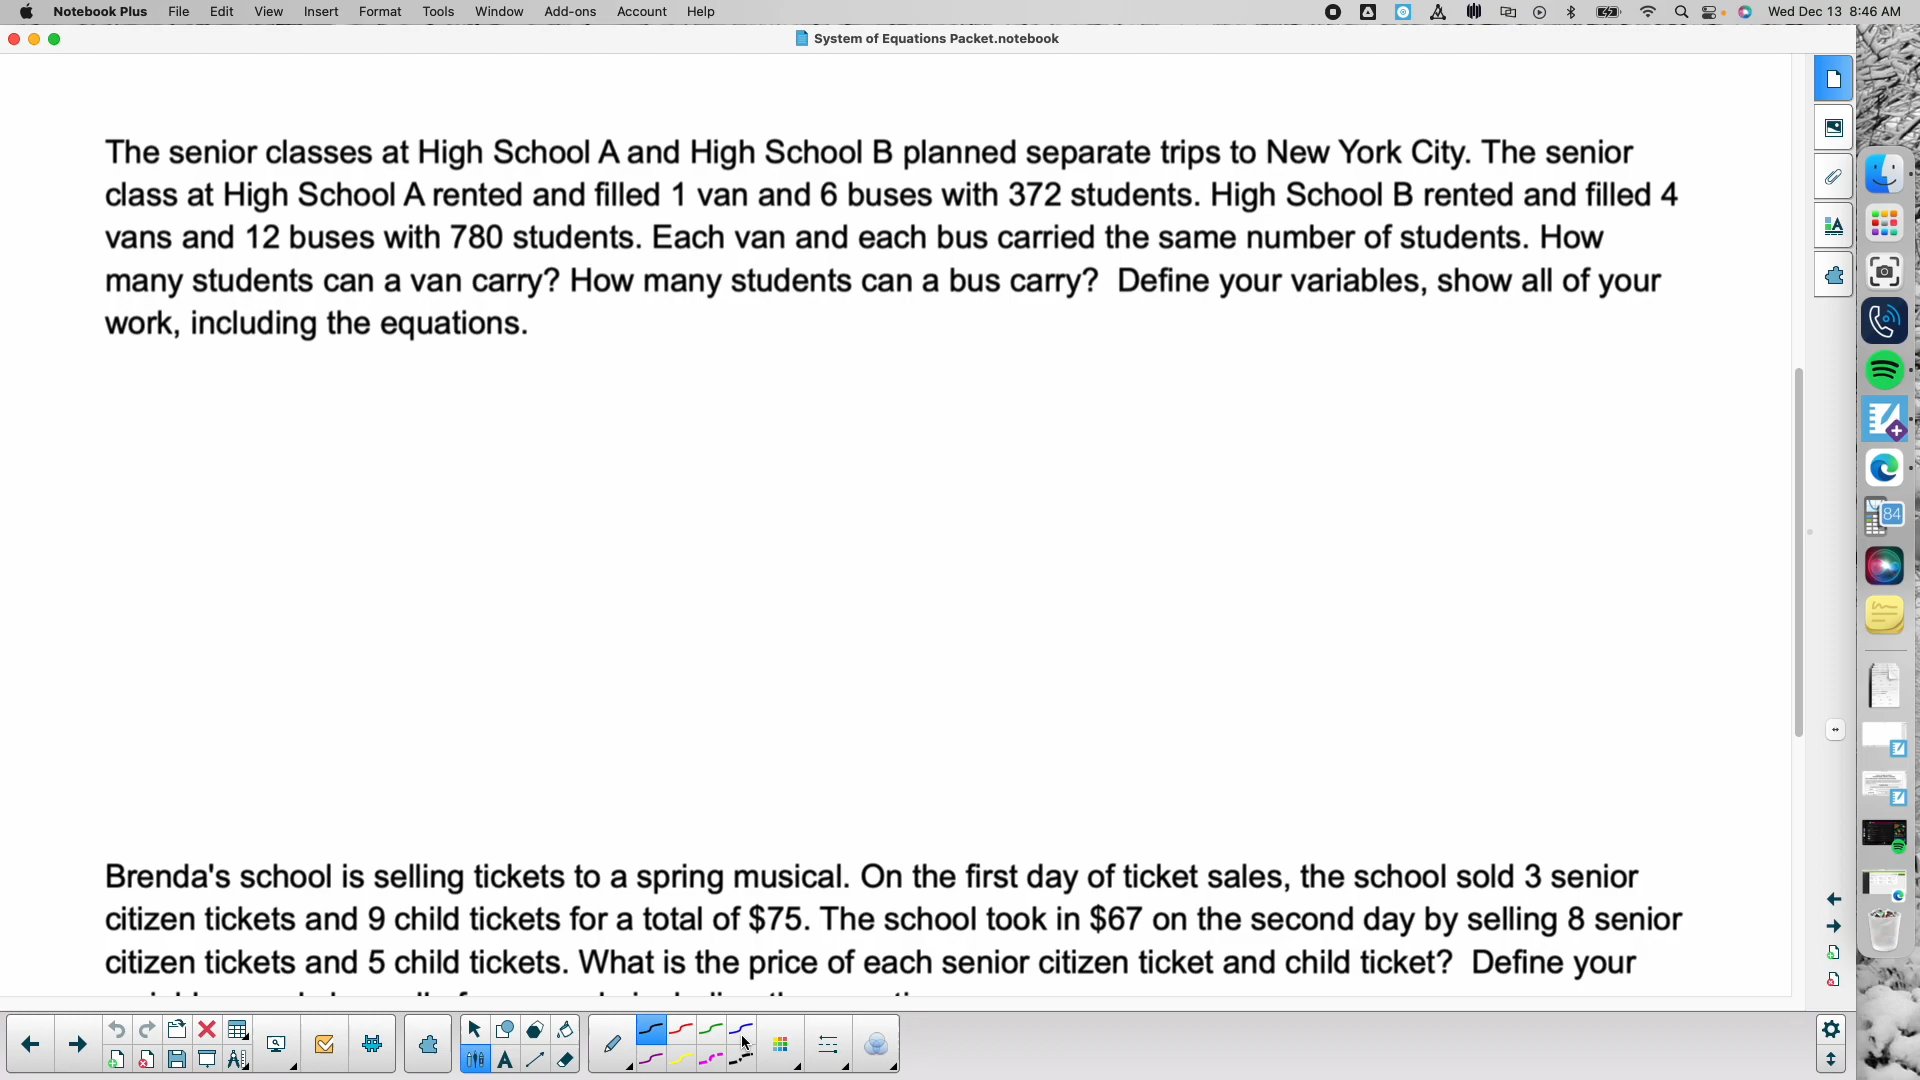 Notebook Plus File Edit View Insert Format Tools Window Add-ons Account Help Wed Dec 13 8:46 AM
System of Equations Packet.notebook
The senior classes at High School A and High School B planned separate trips to New York City. The senior
class at High School A rented and filled 1 van and 6 buses with 372 students. High School B rented and filled 4
vans and 12 buses with 780 students. Each van and each bus carried the same number of students. How
many students can a van carry? How many students can a bus carry? Define your variables, show all of your
work, including the equations.
84
Brenda's school is selling tickets to a spring musical. On the first day of ticket sales, the school sold 3 senior
citizen tickets and 9 child tickets for a total of $75. The school took in $67 on the second day by selling 8 senior
citizen tickets and 5 child tickets. What is the price of each senior citizen ticket and child ticket? Define your